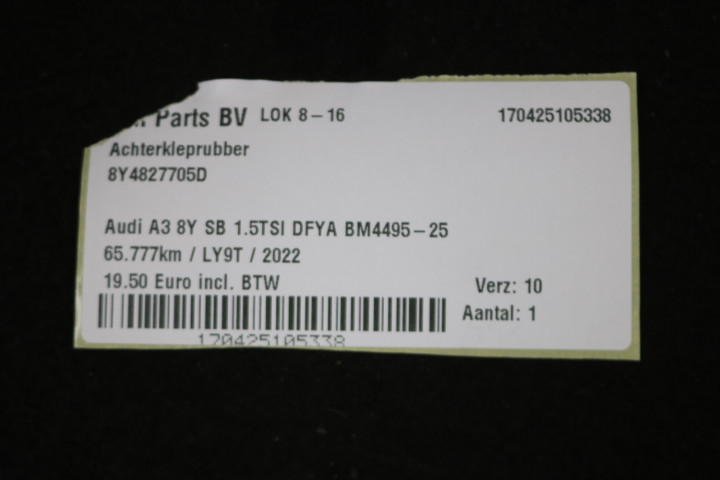 Parts BV LOK 8-16 170425105338
Achterkleprubber
8Y4827705D
Audi A3 8Y SB 1.5TSI DFYA BM4495-25
65.777km / LY9T / 2022
19.50 Euro incl. BTW Verz: 10
Aantal: 1
170425105338